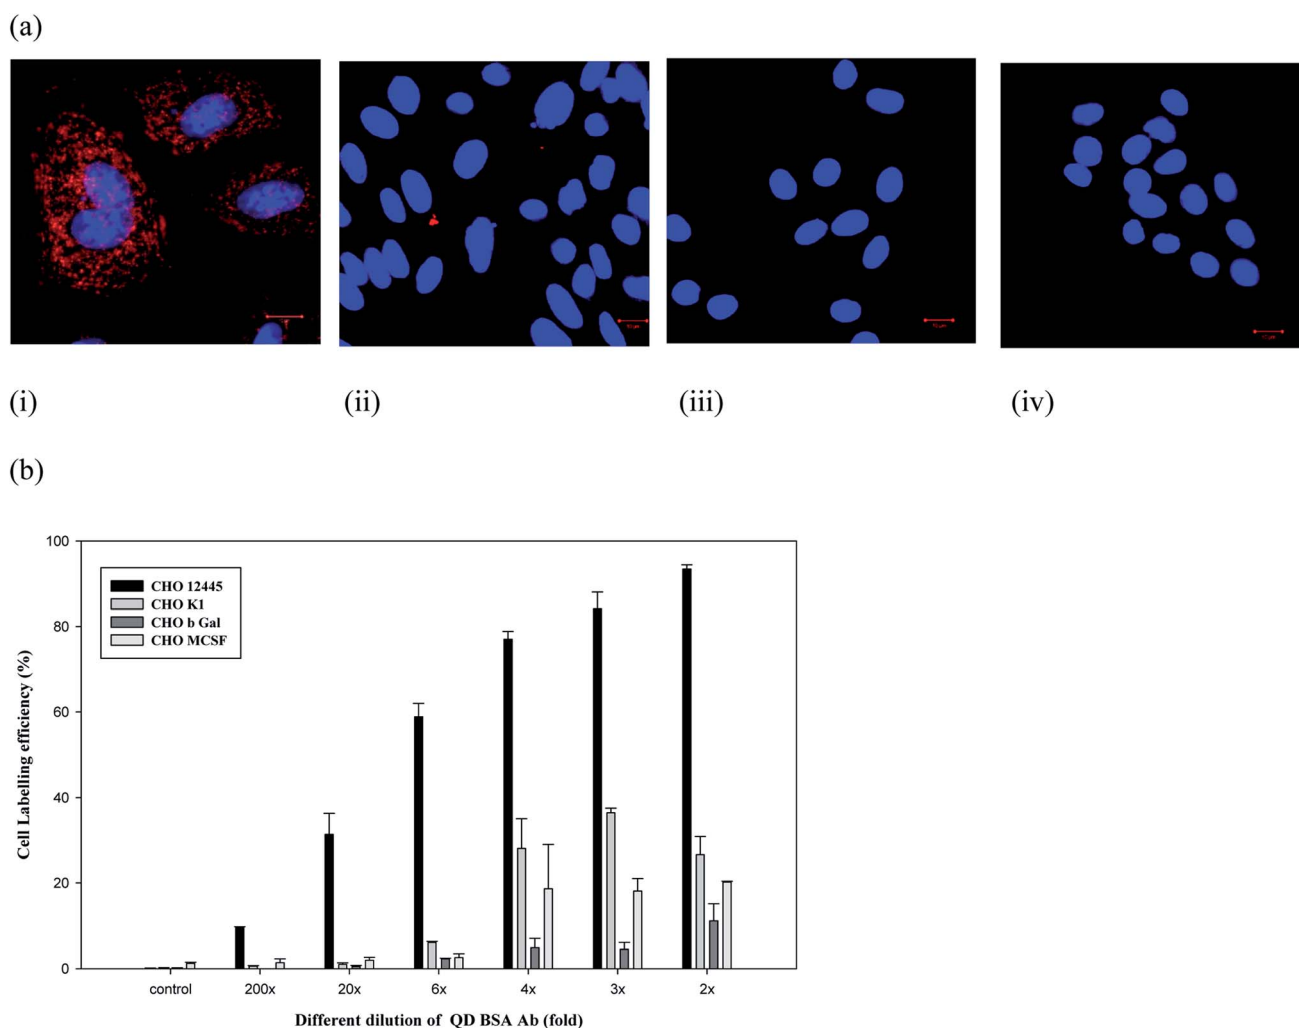 (a)
(i) (ii) (iii) (iv)
(b)
100
80
60
40
20
0
Cell Labelling efficiency (%)
CHO 12445
CHO K1
CHO b Gal
CHO MCSF
control 200x 20x 6x 4x 3x 2x
Different dilution of QD BSA Ab (fold)